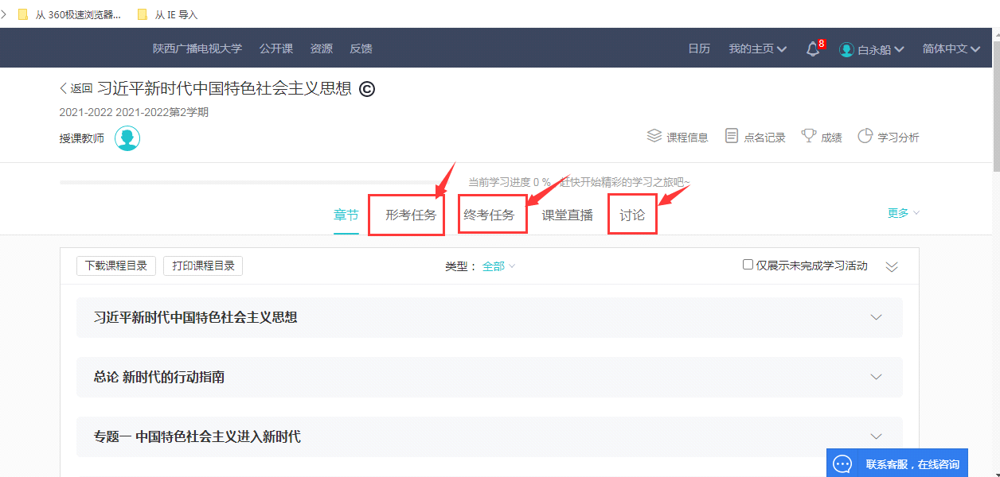 从 360极速浏览器... 从 IE 导入
陕西广播电视大学 公开课 资源 反馈 日历 我的主页 8 白永船 简体中文
返回 习近平新时代中国特色社会主义思想 ©
2021-2022 2021-2022第2学期
授课教师 课程信息 点名记录 成绩 学习分析
当前学习进度 0 % 赶快开始精彩的学习之旅吧~
章节 形考任务 终考任务 课堂直播 讨论 更多
下载课程目录 打印课程目录 类型： 全部 仅展示未完成学习活动
习近平新时代中国特色社会主义思想
总论 新时代的行动指南
专题一 中国特色社会主义进入新时代
联系客服，在线咨询